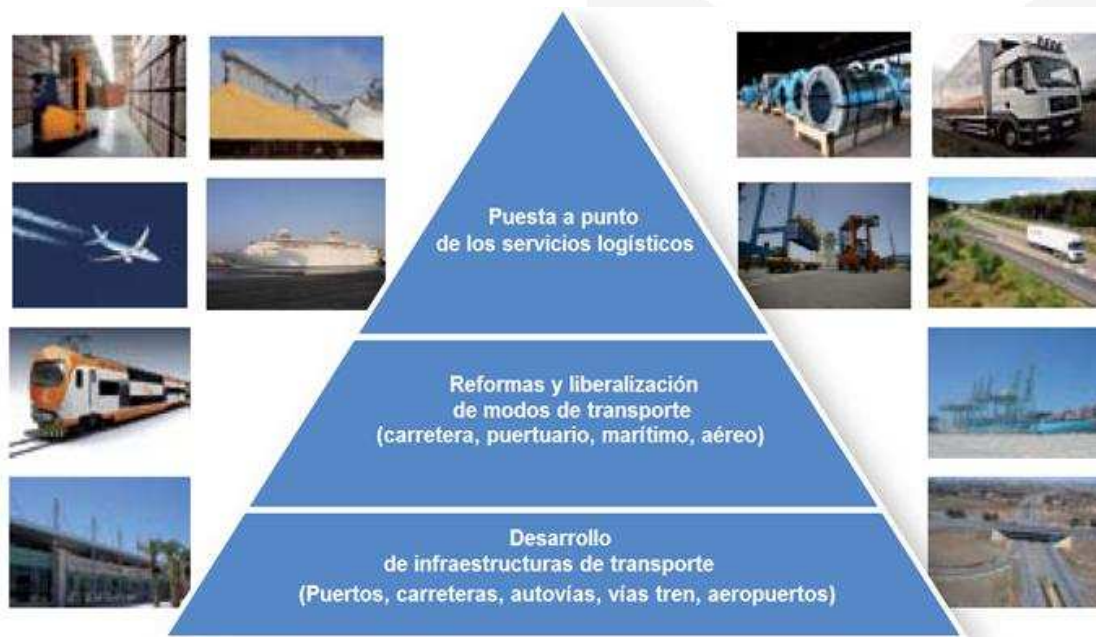 Puesta a punto
de los servicios logísticos
Reformas y liberalización
de modos de transporte
(carretera, puertuario, marítimo, aéreo)
Desarrollo
de infraestructuras de transporte
(Puertos, carreteras, autovías, vías tren, aeropuertos)